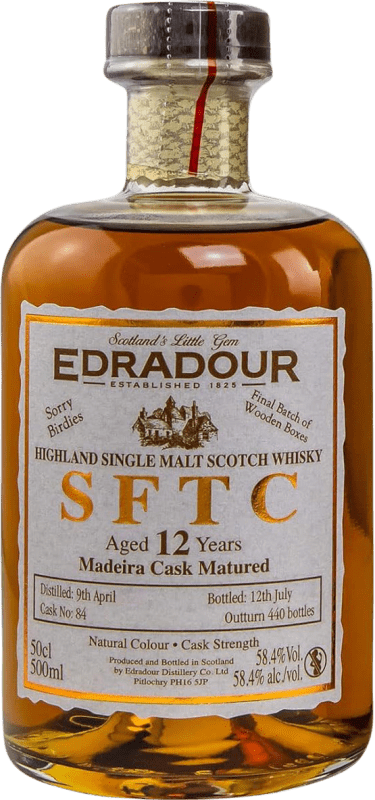 Scotland's Little Gem
EDRADOUR
ESTABLISHED 1825
Sorry
Birdies
Final Batch of
Wooden Boxes
HIGHLAND SINGLE MALT SCOTCH WHISKY
SFTC
Aged 12 Years
Madeira Cask Matured
Distilled: 9th April
Bottled: 12th July
Cask No: 84
Outturn 440 bottles
Natural Colour • Cask Strength
50cl
500ml
Produced and Bottled in Scotland
by Edradour Distillery Co. Ltd
Pitlochry PH16 5JP
58.4%Vol.
58.4% alc./vol.